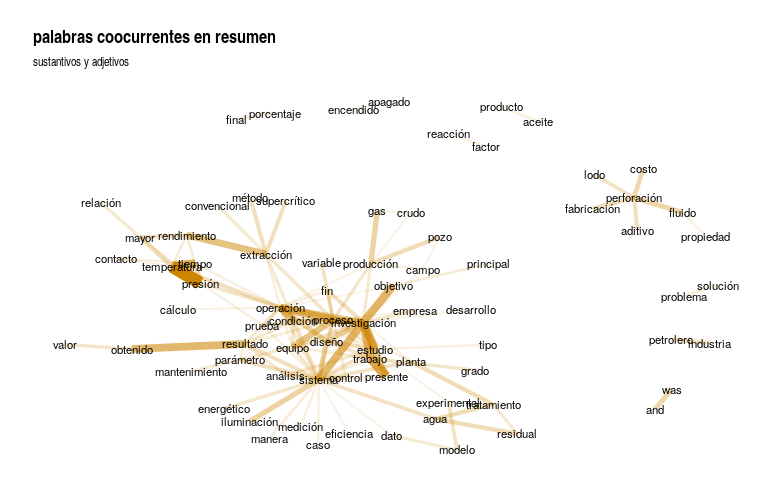 palabras coocurrentes en resumen
sustantivos y adjetivos
apagado
encendido
producto
porcentaje
final
aceite
reacción
factor
costo
lodo
perforación
método
supercrítico
relación
convencional
gas
crudo
fabricación
fluido
aditivo
mayor
rendimiento
pozo
propiedad
extracción
contacto
tiempo
temperatura
variable
producción
principal
campo
presión
objetivo
solución
fin
problema
cálculo
operación
empresa
desarrollo
condición
proceso
investigación
prueba
petrolero
industria
valor
obtenido
resultado
equipo
diseño
estudio
tipo
parámetro
trabajo
planta
mantenimiento
grado
análisis
sistema
control
presente
was
energético
experimental
tratamiento
and
iluminación
agua
medición
manera
eficiencia
dato
residual
caso
modelo